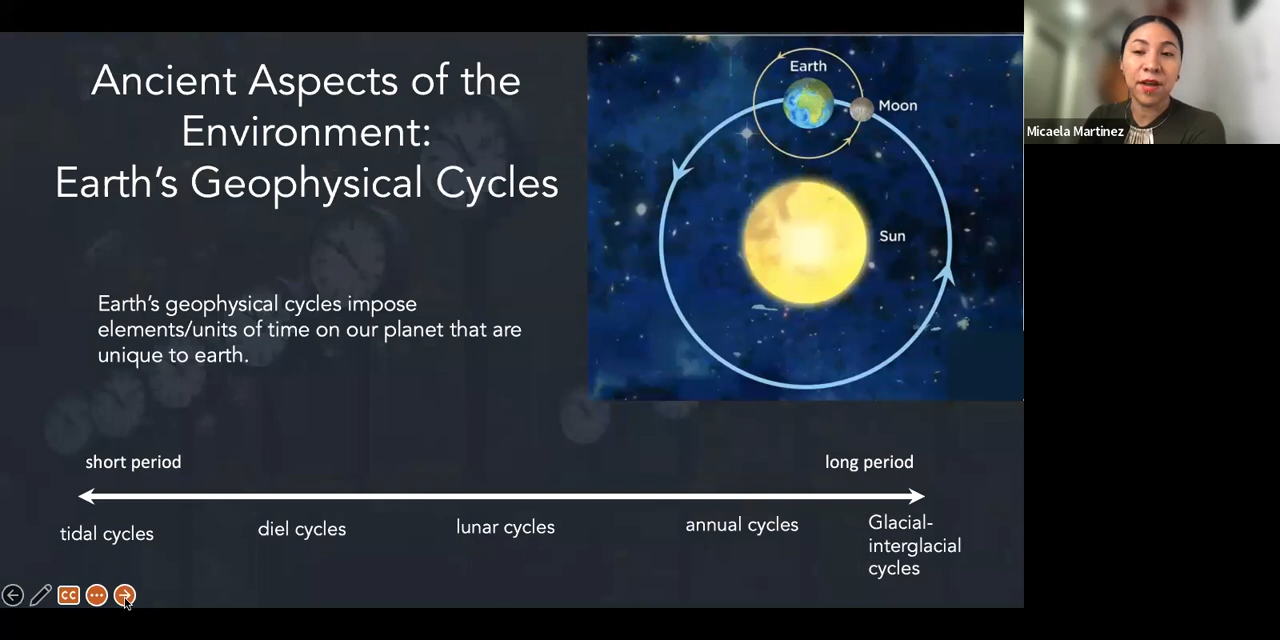 Ancient Aspects of the
Environment:
Earth’s Geophysical Cycles
Earth’s geophysical cycles impose
elements/units of time on our planet that are
unique to earth.
Earth
Moon
Sun
Micaela Martinez
short period
long period
tidal cycles
diel cycles
lunar cycles
annual cycles
Glacial-
interglacial
cycles
CC